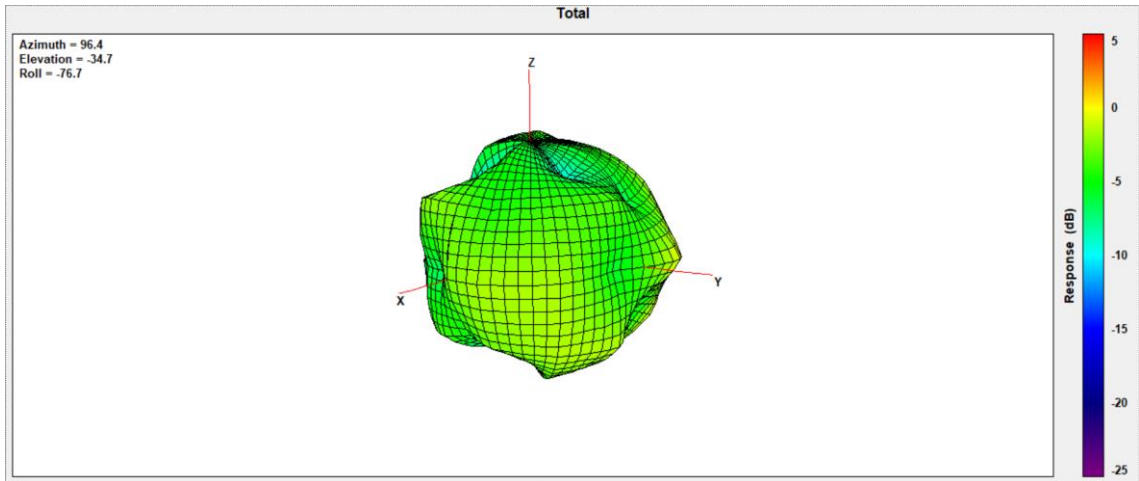 Total
Azimuth = 96.4
Elevation = -34.7
Roll = -76.7
Z
Y
X
5
0
-5
-10
-15
-20
-25
Response (dB)